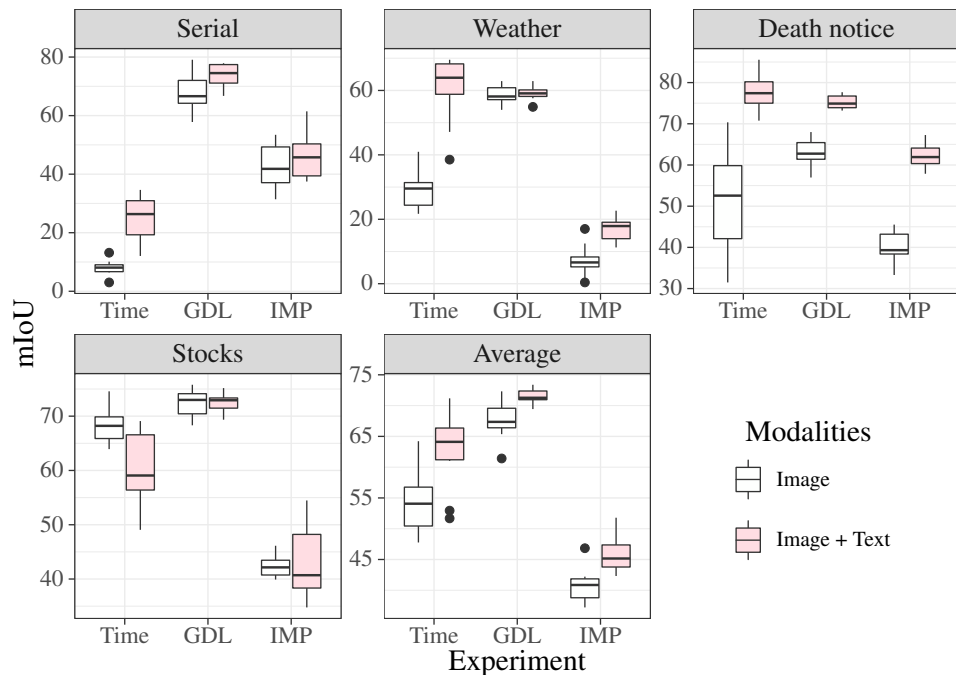 Serial
Weather
Death notice
80
60
40
20
0
60
40
20
0
80
70
60
50
40
30
Time GDL IMP
Time GDL IMP
Time GDL IMP
mIoU
Stocks
Average
70
60
50
40
75
65
55
45
Time GDL IMP
Time GDL IMP
Experiment
Modalities
Image
Image + Text